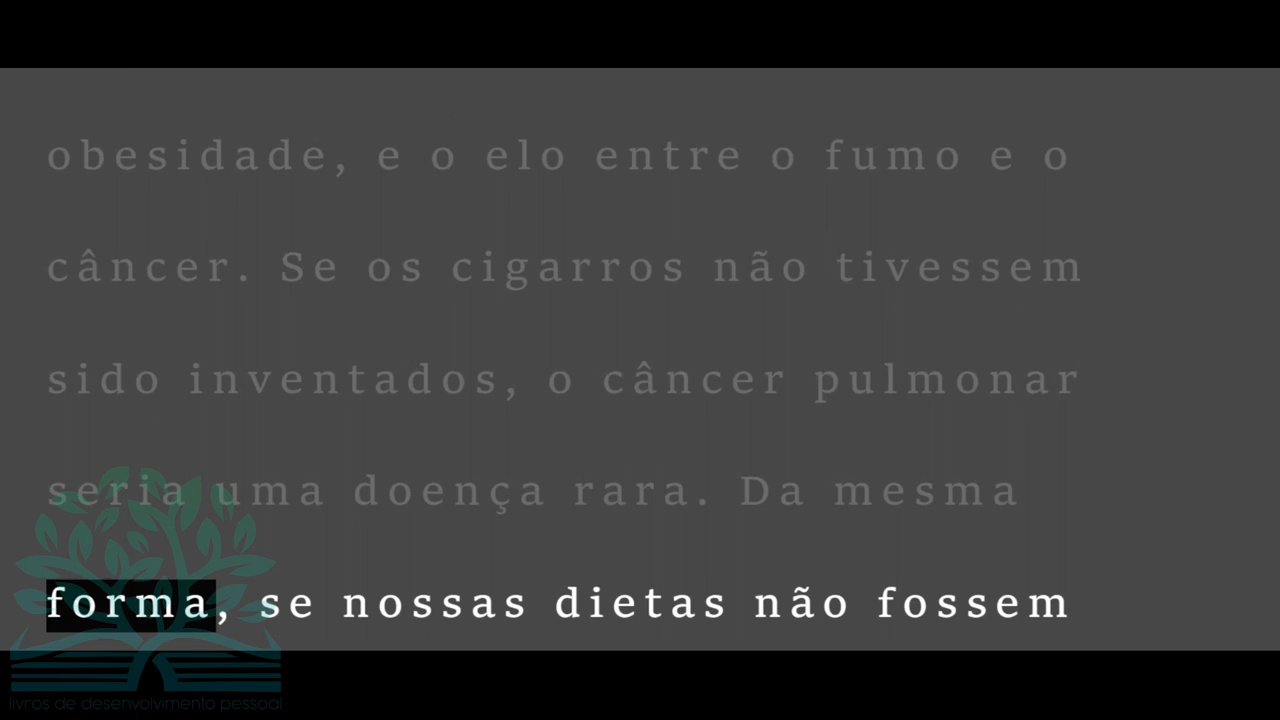 obesidade, e o elo entre o fumo e o
câncer. Se os cigarros não tivessem
sido inventados, o câncer pulmonar
seria uma doença rara. Da mesma
forma, se nossas dietas não fossem
livros de desenvolvimento pessoal